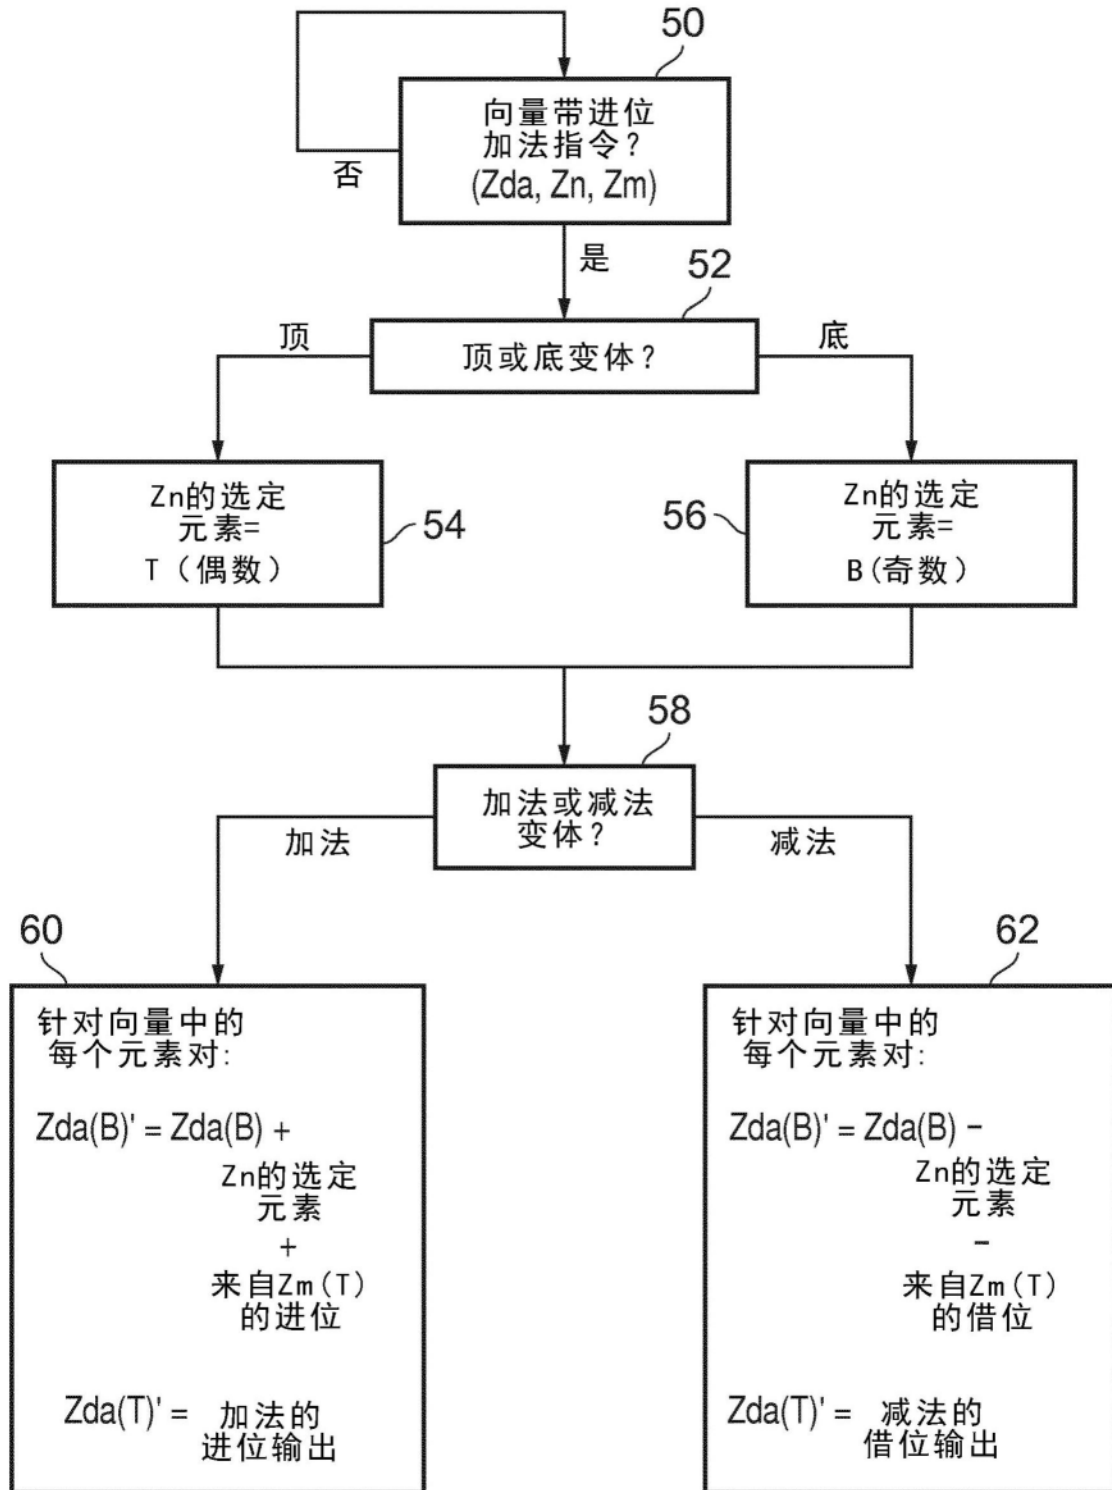 50
向量带进位
加法指令?
(Zda, Zn, Zm)
否
是
52
顶
顶或底变体?
底
Zn的选定
元素=
T（偶数）
54
56
Zn的选定
元素=
B(奇数)
58
加法或减法
变体?
加法
减法
60
针对向量中的
每个元素对:
Zda(B)' = Zda(B) +
Zn的选定
元素
+
来自Zm(T)
的进位
Zda(T)' = 加法的
进位输出
62
针对向量中的
每个元素对:
Zda(B)' = Zda(B) −
Zn的选定
元素
−
来自Zm(T)
的借位
Zda(T)' = 减法的
借位输出